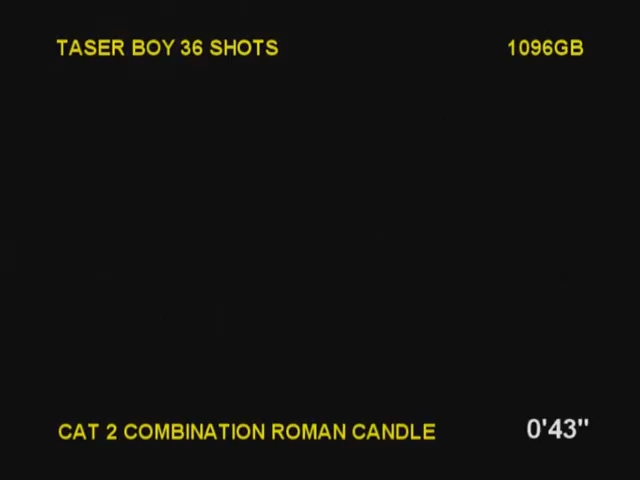 TASER BOY 36 SHOTS
1096GB
CAT 2 COMBINATION ROMAN CANDLE
0'43"